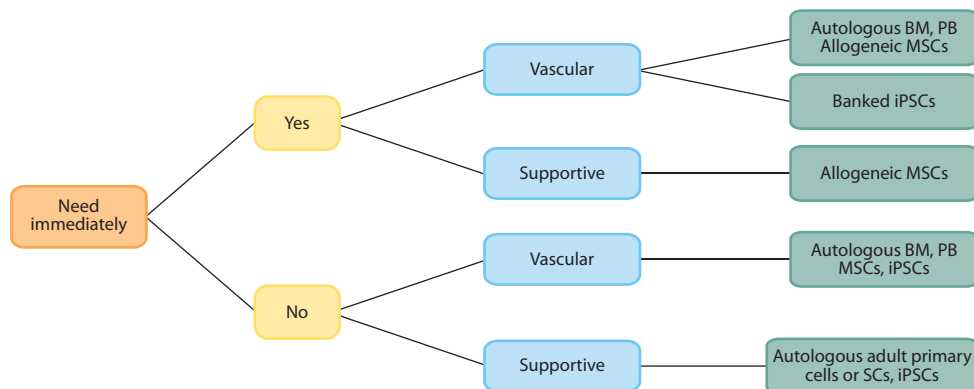 Need
immediately
Yes
Vascular
Autologous BM, PB
Allogeneic MSCs
Banked iPSCs
Supportive
Allogeneic MSCs
No
Vascular
Autologous BM, PB
MSCs, iPSCs
Supportive
Autologous adult primary
cells or SCs, iPSCs